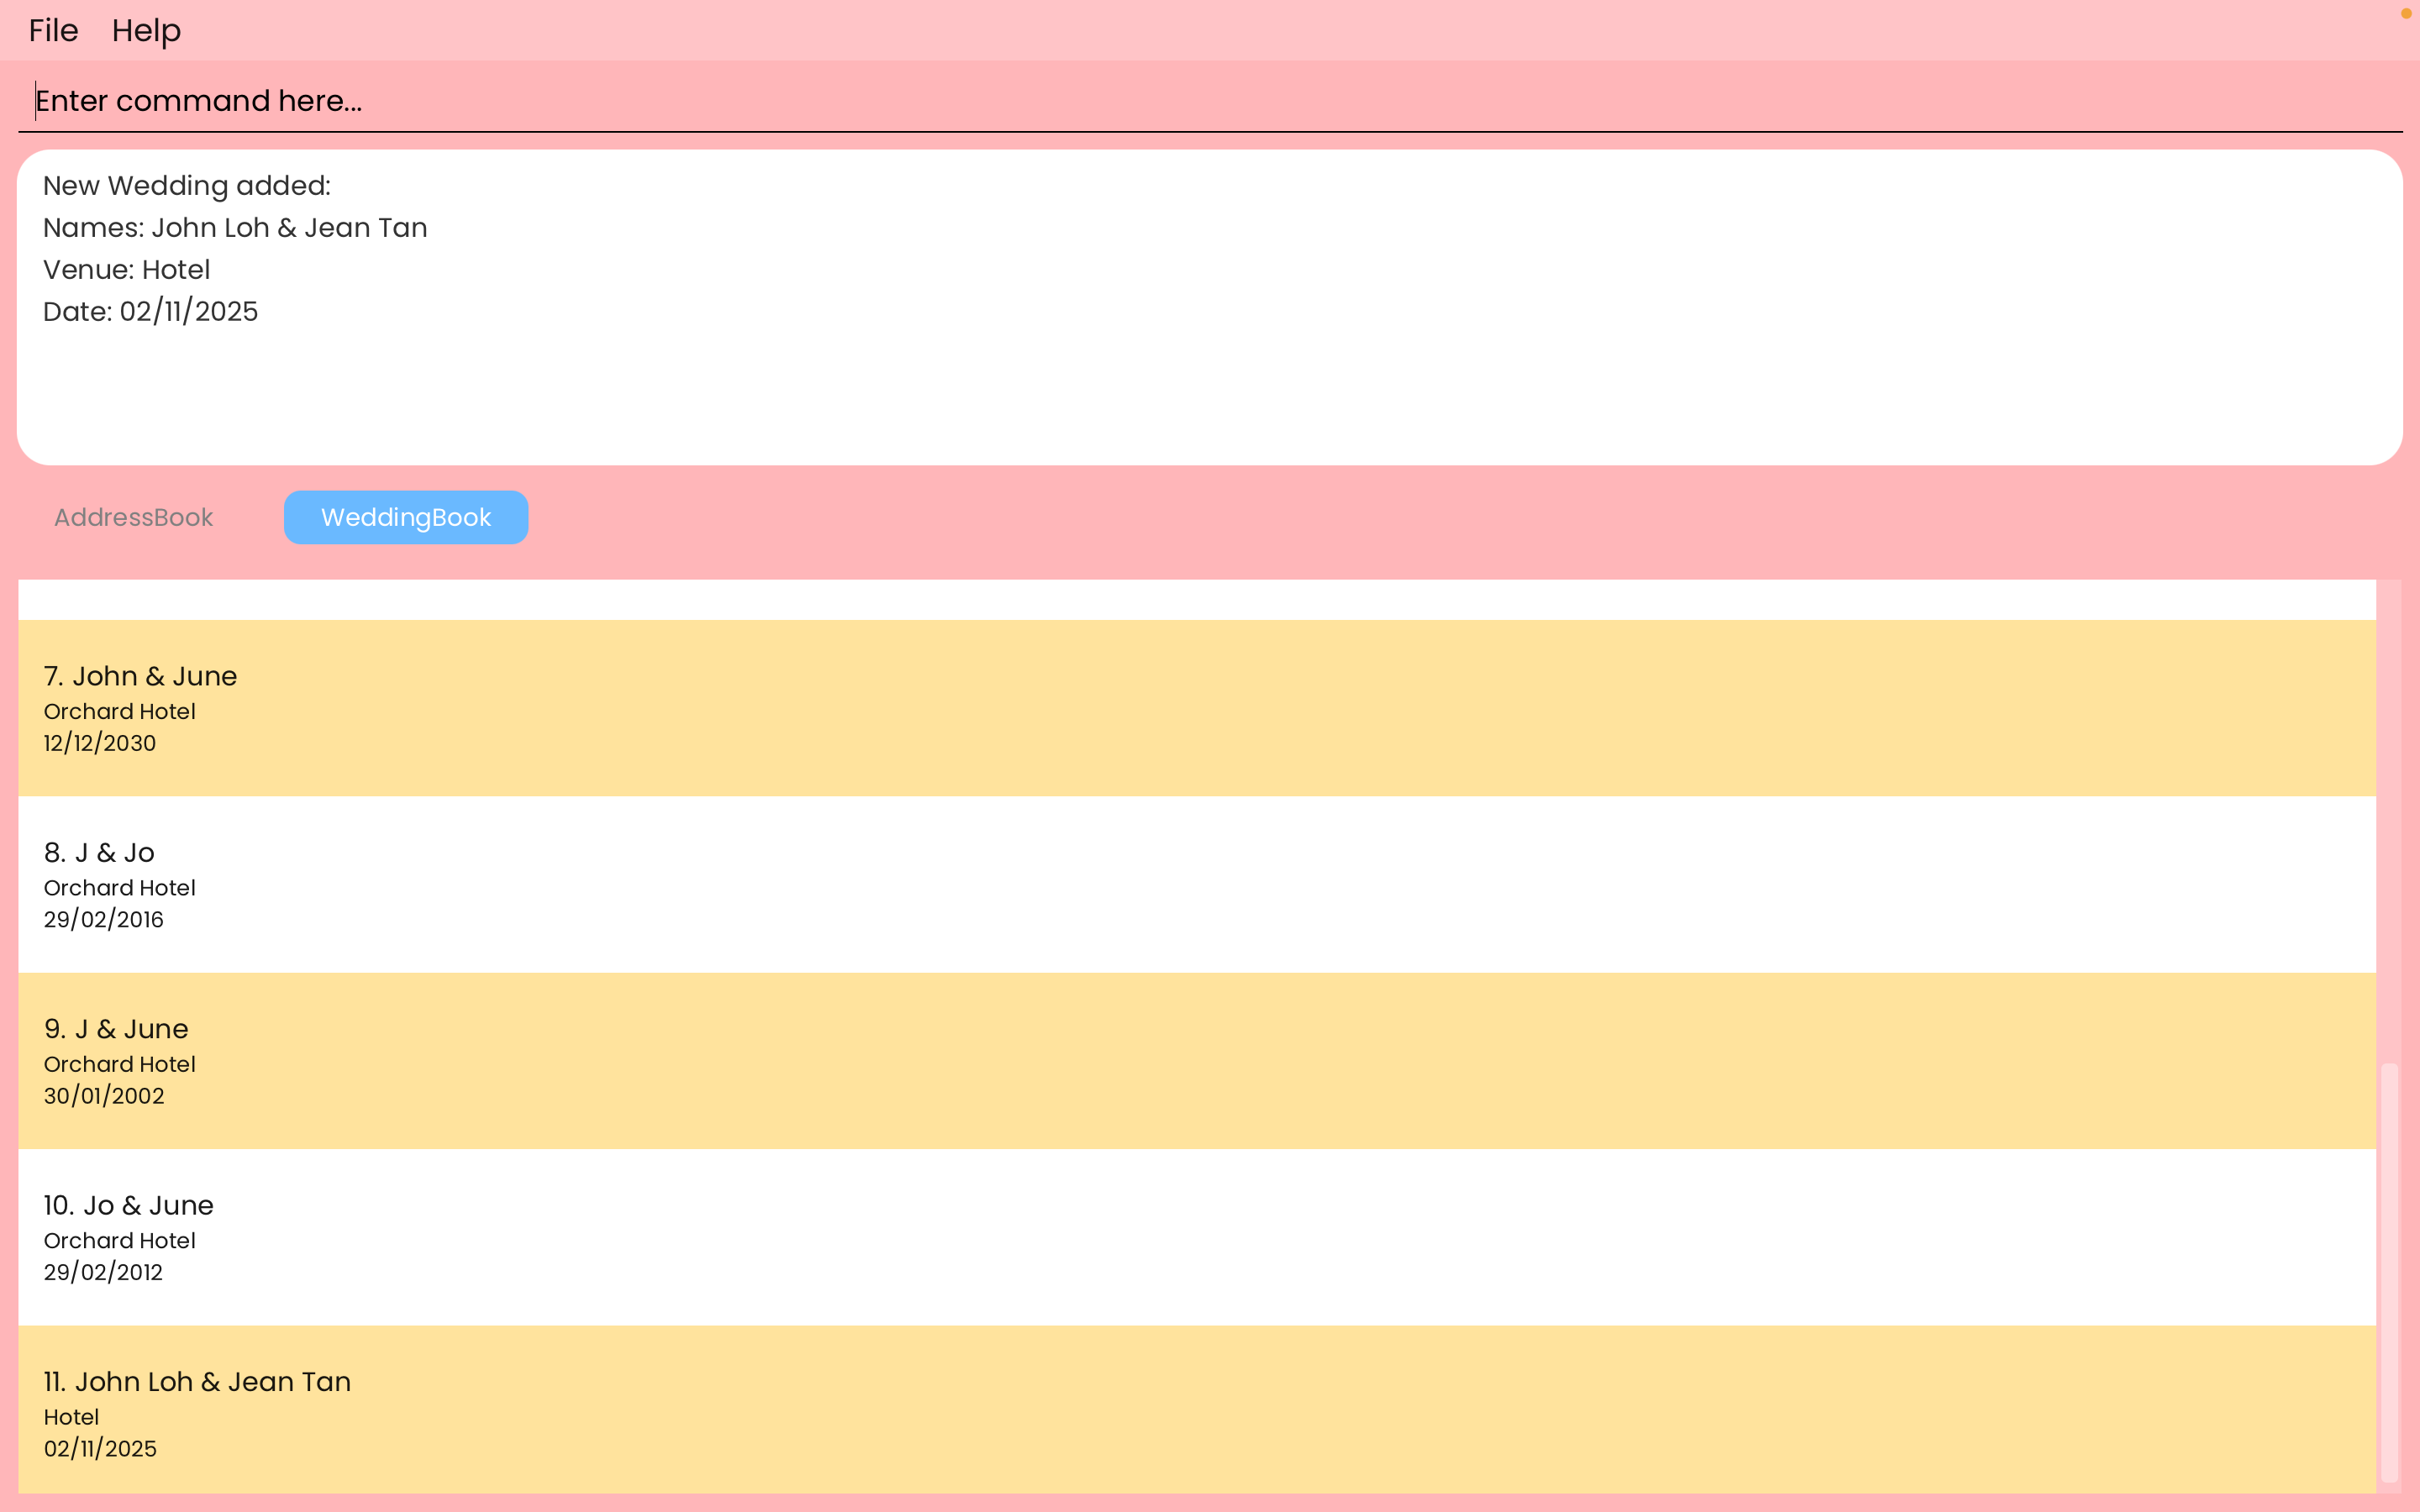 File Help
Enter command here...
New Wedding added:
Names: John Loh & Jean Tan
Venue: Hotel
Date: 02/11/2025
AddressBook WeddingBook
7. John & June
Orchard Hotel
12/12/2030
8. J & Jo
Orchard Hotel
29/02/2016
9. J & June
Orchard Hotel
30/01/2002
10. Jo & June
Orchard Hotel
29/02/2012
11. John Loh & Jean Tan
Hotel
02/11/2025